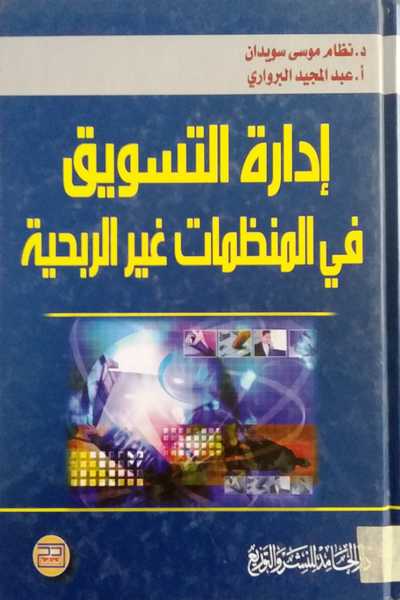 د. نظام موسى سويدان
أ. عبد المجيد البرواري
إدارة التسويق
في المنظمات غير الربحية
دار الحامد للنشر والتوزيع